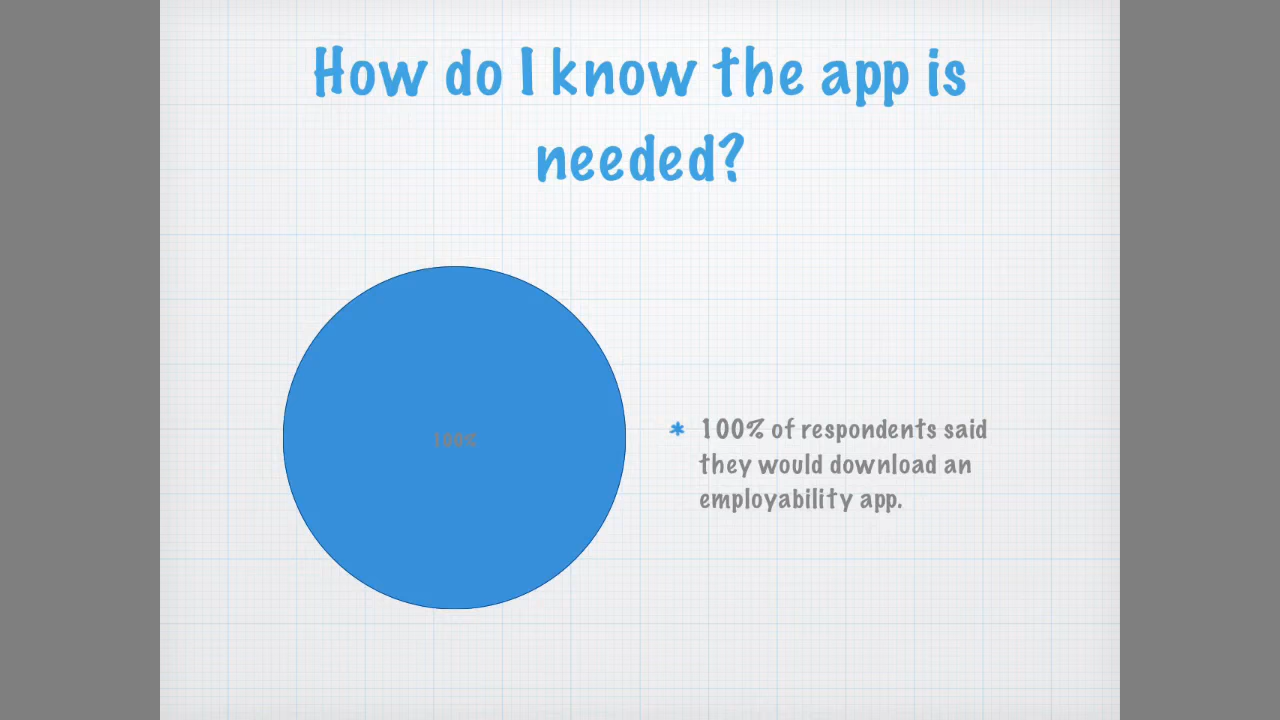 How do I know the app is
needed?
100%
* 100% of respondents said
they would download an
employability app.